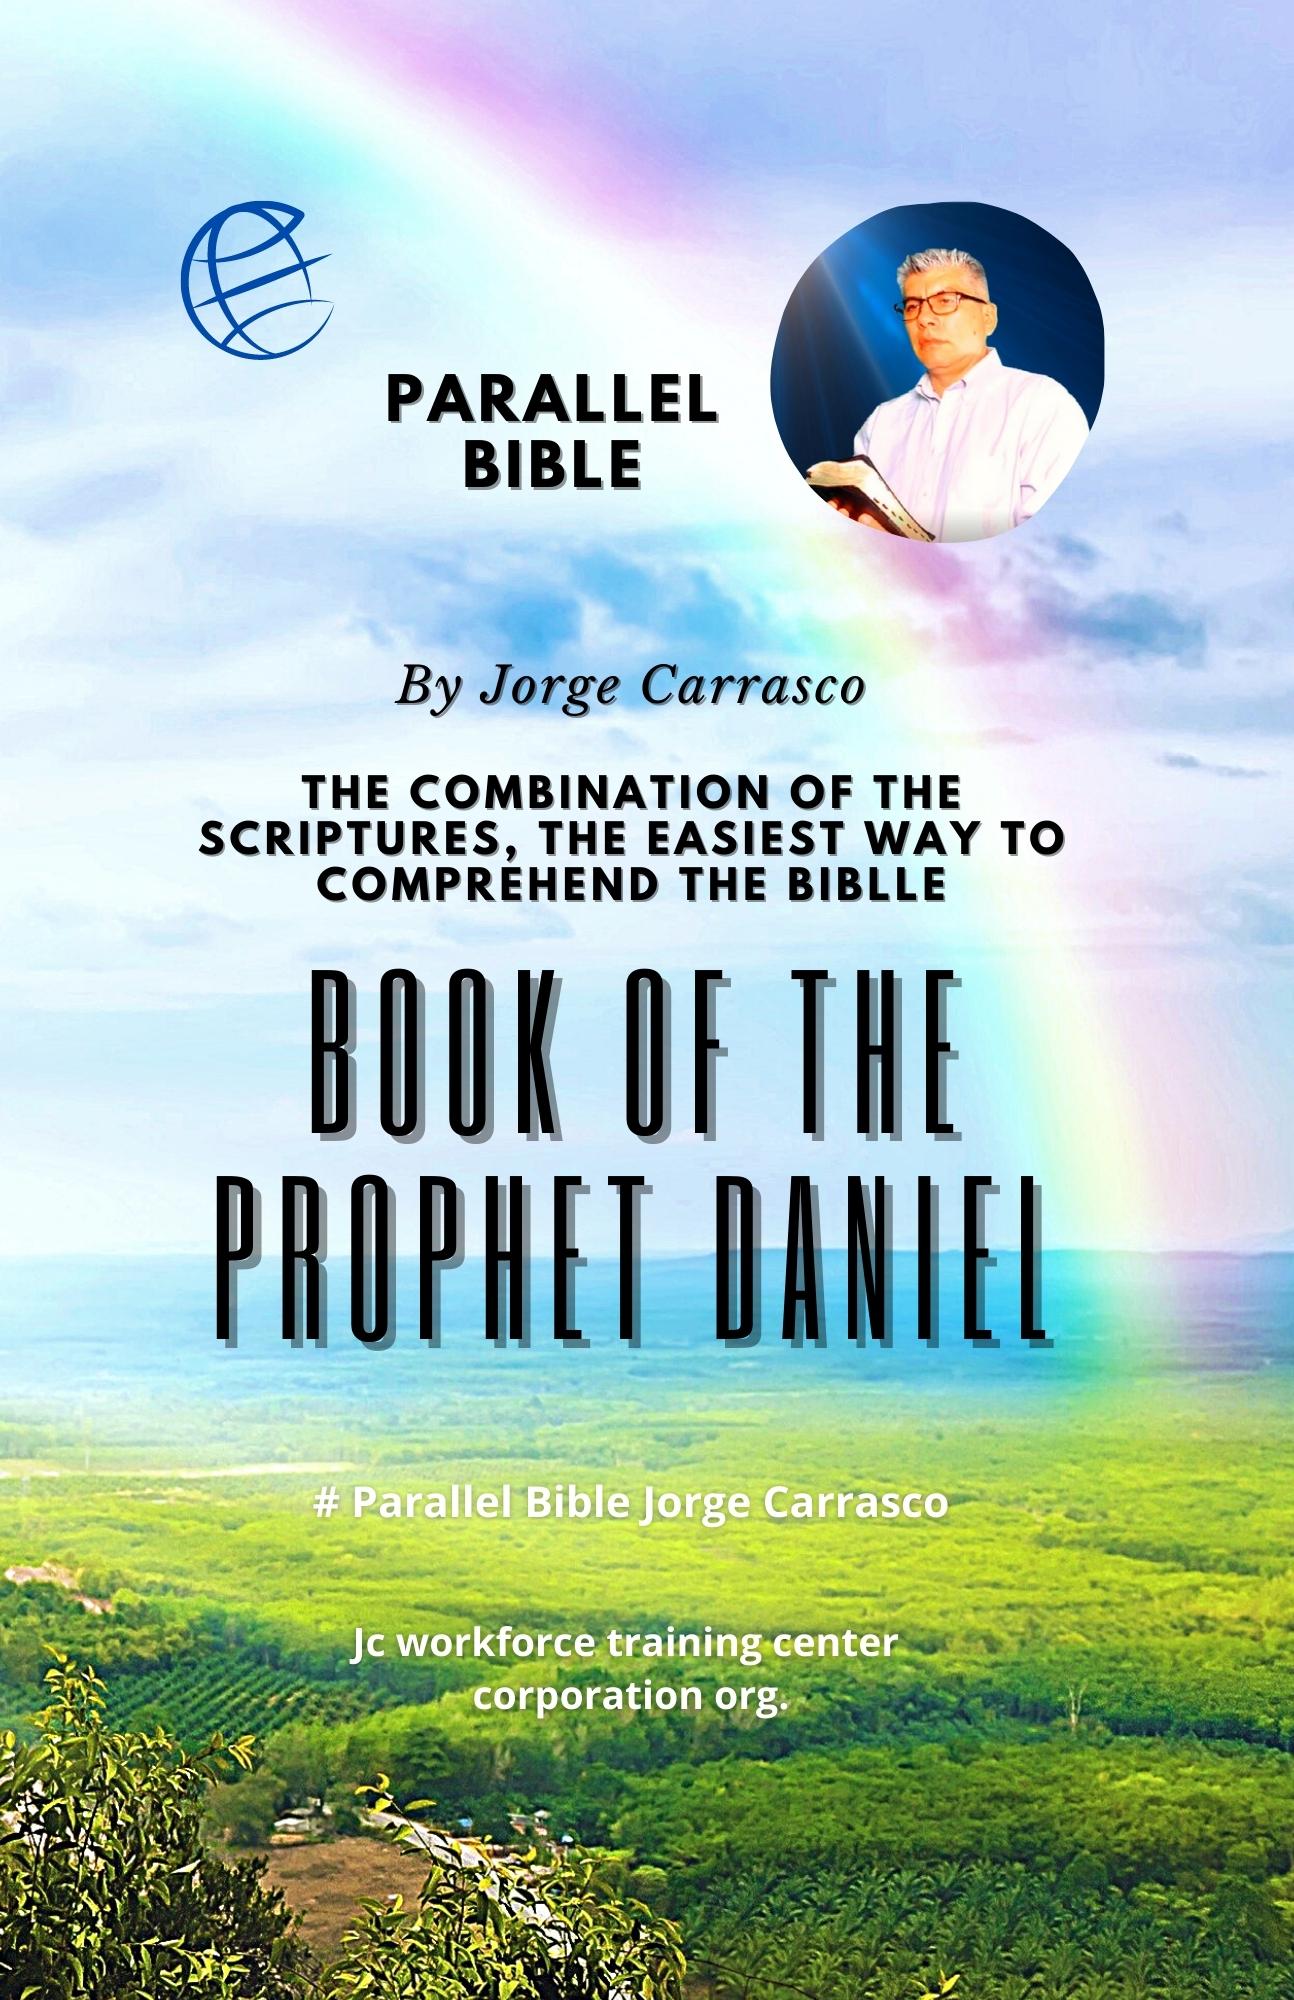 PARALLEL
BIBLE
By Jorge Carrasco
THE COMBINATION OF THE
SCRIPTURES, THE EASIEST WAY TO
COMPREHEND THE BIBLLE
BOOK OF THE
PROPHET DANIEL
# Parallel Bible Jorge Carrasco
Jc workforce training center
corporation org.